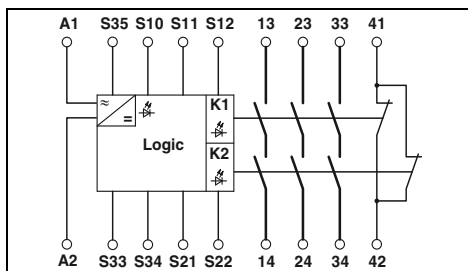 A1 S35 S10 S11 S12 13 23 33 41
K1
≈
=
Logic
K2
A2 S33 S34 S21 S22 14 24 34 42